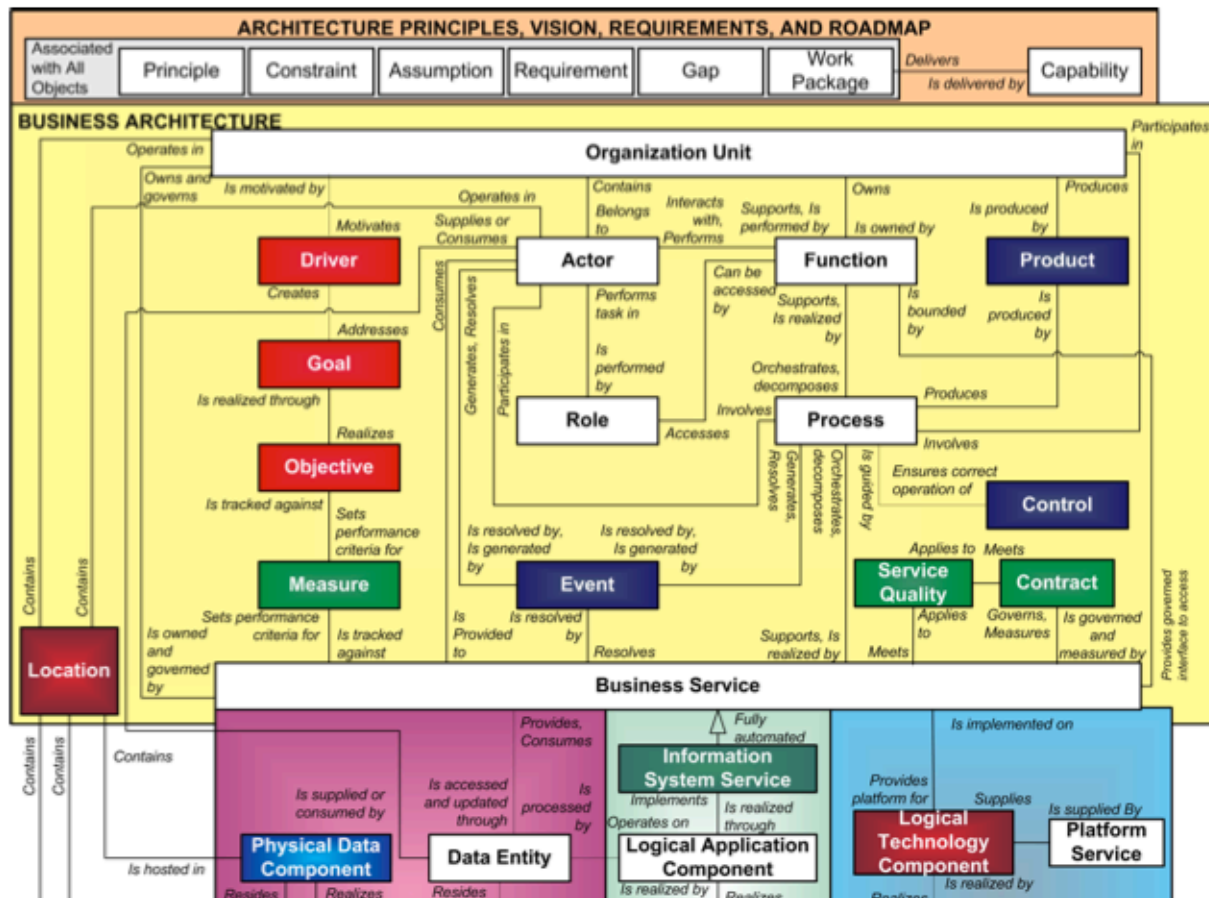 ARCHITECTURE PRINCIPLES, VISION, REQUIREMENTS, AND ROADMAP
Associated
with All
Objects
Principle
Constraint
Assumption
Requirement
Gap
Work
Package
Delivers
Is delivered by
Capability
BUSINESS ARCHITECTURE
Participates
in
Operates in
Organization Unit
Owns and
governs
Is motivated by
Operates in
Contains
Belongs
to
Interacts
with,
Performs
Owns
Supports, Is
performed by
Is owned by
Produces
Is produced
by
Motivates
Supplies or
Consumes
Driver
Actor
Function
Product
Creates
Consumes
Generates, Resolves
Participates in
Performs
task in
Can be
accessed
by
Supports,
Is realized
by
Is
bounded
by
Is
produced
by
Addresses
Goal
Is
performed
by
Orchestrates,
decomposes
Is realized through
Produces
Role
Involves
Process
Accesses
Involves
Realizes
Objective
Generates,
Resolves
Orchestrates,
decomposes
Is guided by
Ensures correct
operation of
Control
Is tracked against
Sets
performance
criteria for
Is resolved by,
Is generated
by
Is resolved by,
Is generated
by
Applies to
Meets
Measure
Event
Service
Quality
Contract
Contains
Contains
Sets performance
criteria for
Is tracked
against
Is
Provided
to
Is resolved
by
Resolves
Supports, Is
realized by
Applies
to
Meets
Governs,
Measures
Is governed
and
measured by
Provides governed
interface to access
Location
Is owned
and
governed
by
Business Service
Contains
Contains
Contains
Provides,
Consumes
Fully
automated
Is implemented on
Information
System Service
Is supplied or
consumed by
Is accessed
and updated
through
Is
processed
by
Implements
Is realized
through
Operates on
Provides
platform for
Supplies
Is supplied By
Is hosted in
Physical Data
Component
Data Entity
Logical Application
Component
Logical
Technology
Component
Platform
Service
Resides
Realizes
Resides
Is realized by
Realizes
Is realized by
Realizes